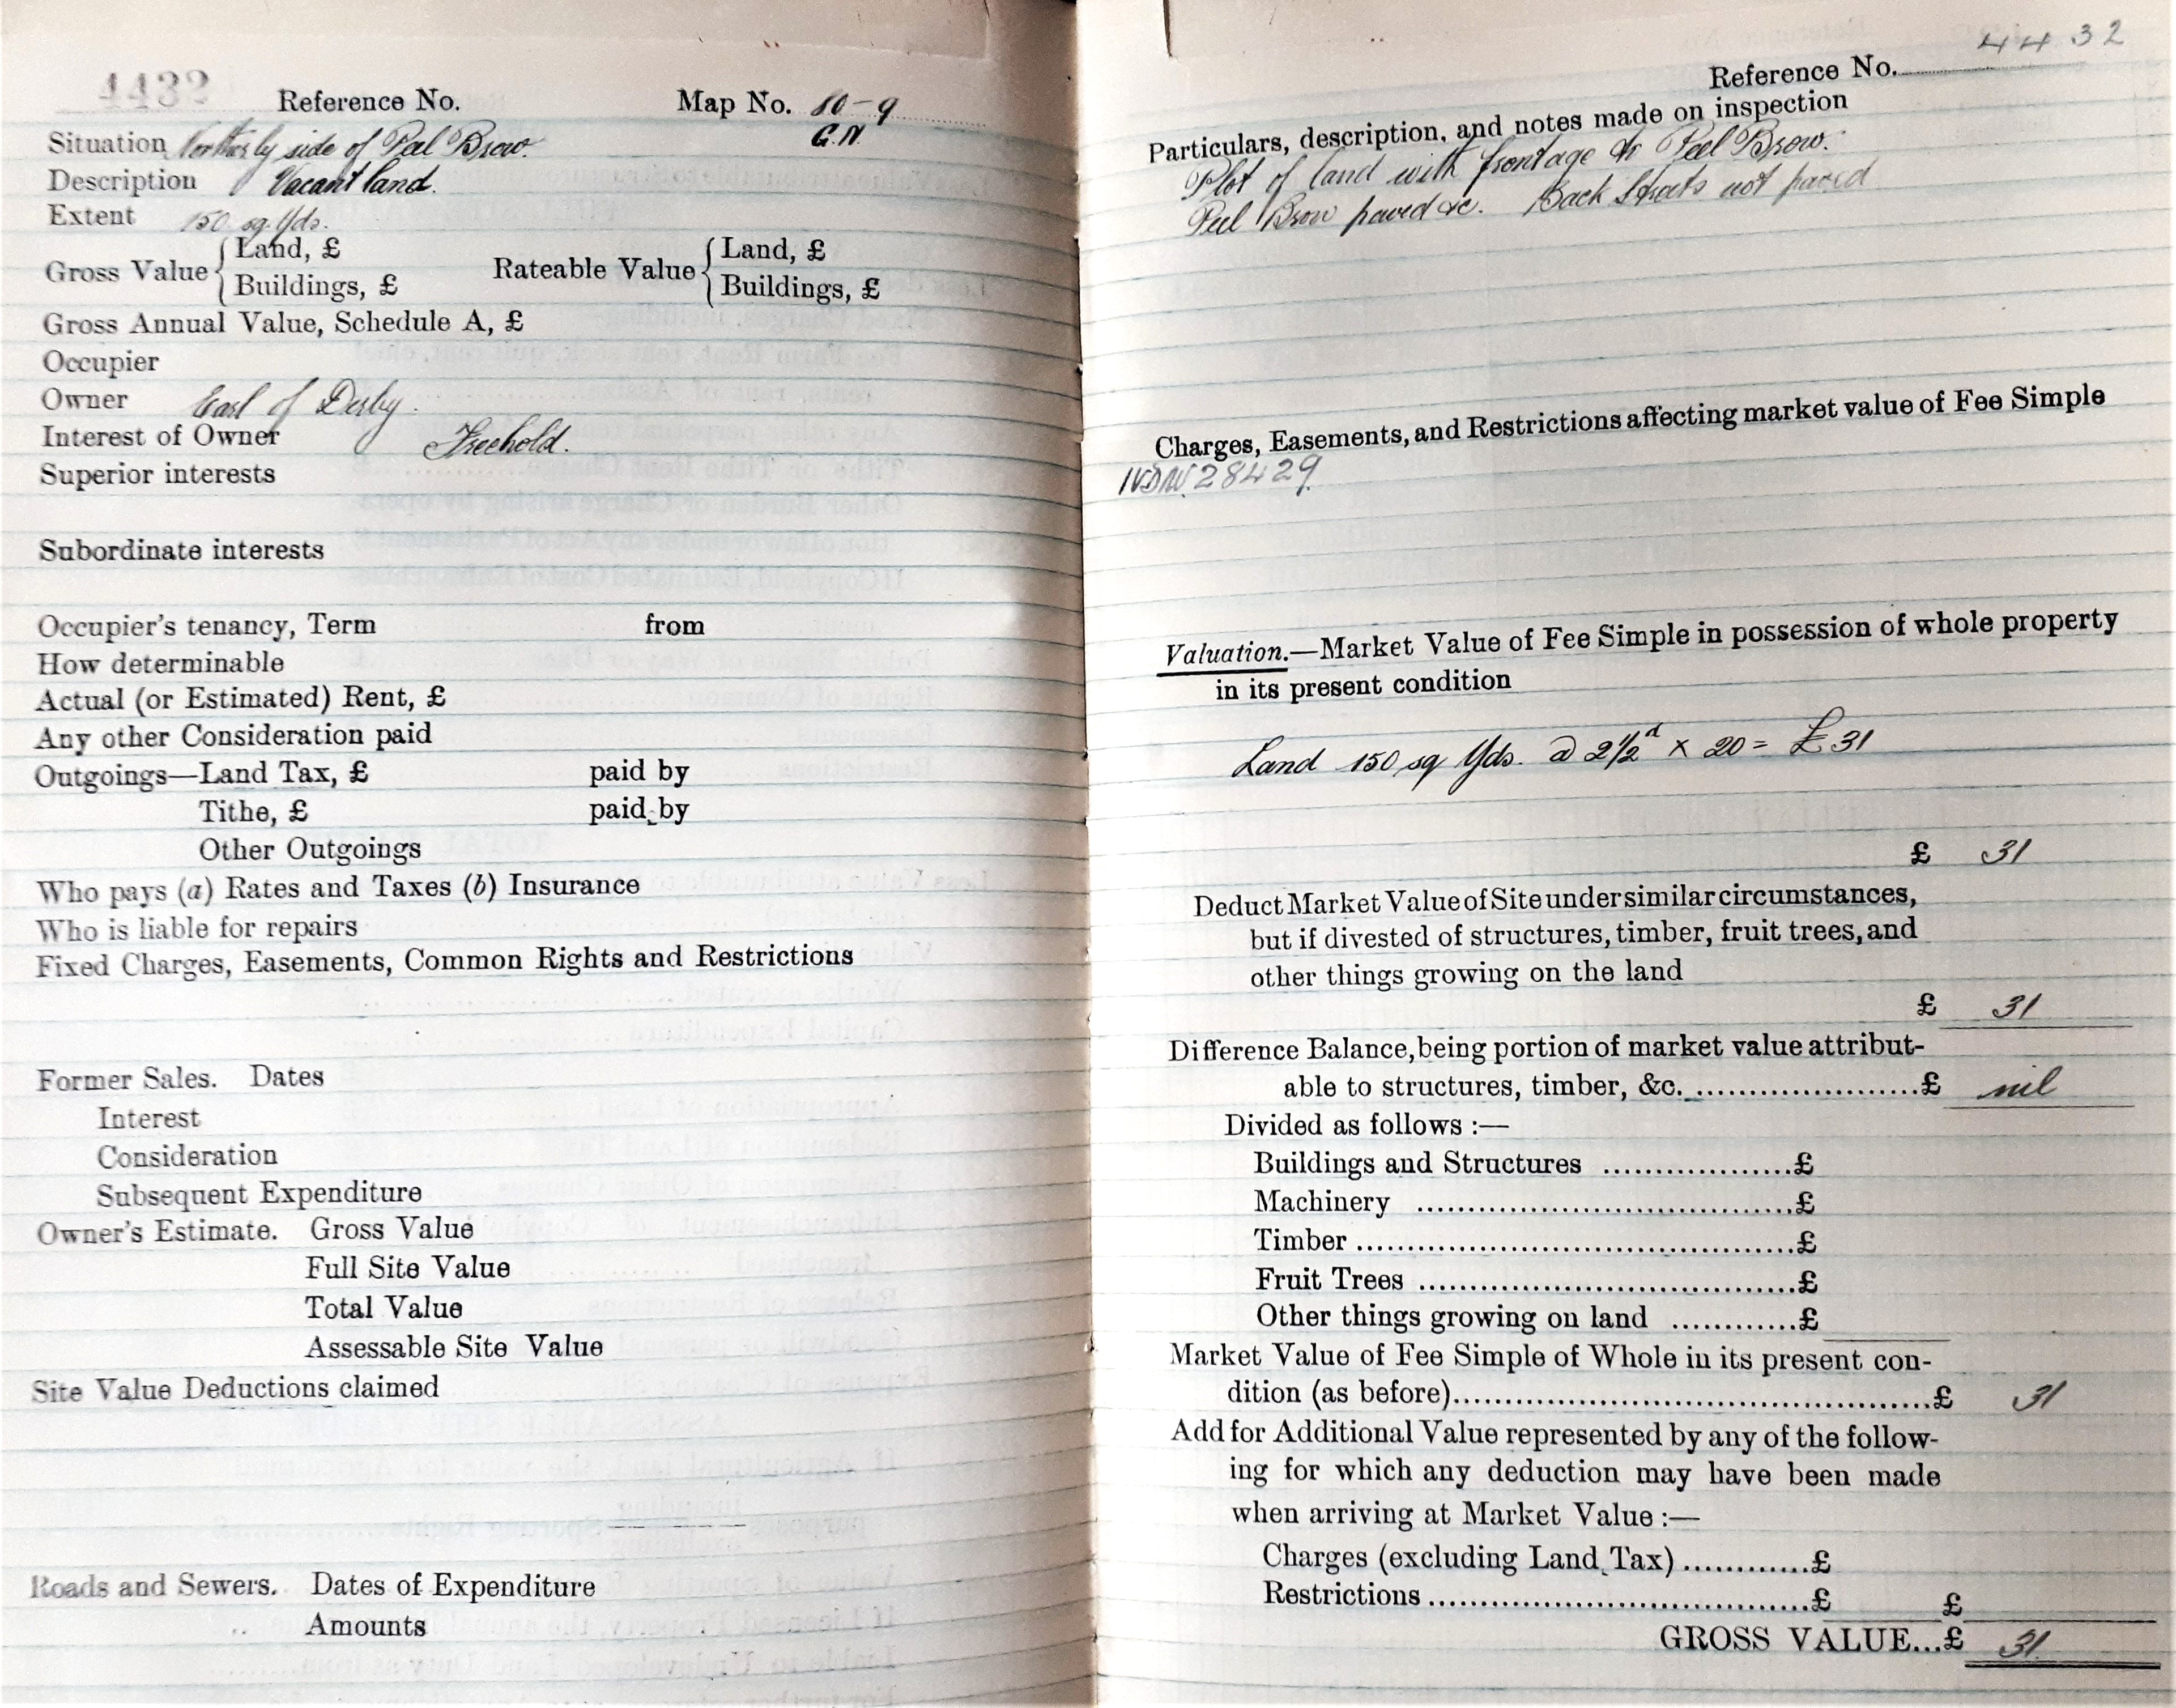 4432
Reference No. Map No. 80-9
G.N.
Situation Northerly side of Peel Brow.
Description Vacant land.
Extent 150 sq. Yds.
Gross Value { Land, £ Rateable Value { Land, £
Buildings, £ Buildings, £
Gross Annual Value, Schedule A, £
Occupier
Owner Earl of Derby.
Interest of Owner Freehold.
Superior interests
Subordinate interests
Occupier's tenancy, Term from
How determinable
Actual (or Estimated) Rent, £
Any other Consideration paid
Outgoings—Land Tax, £ paid by
Tithe, £ paid by
Other Outgoings
Who pays (a) Rates and Taxes (b) Insurance
Who is liable for repairs
Fixed Charges, Easements, Common Rights and Restrictions
Former Sales. Dates
Interest
Consideration
Subsequent Expenditure
Owner's Estimate. Gross Value
Full Site Value
Total Value
Assessable Site Value
Site Value Deductions claimed
Roads and Sewers. Dates of Expenditure
Amounts
4432
Reference No.
Particulars, description, and notes made on inspection
Plot of land with frontage to Peel Brow.
Peel Brow paved &c. Back Streets not paved
Charges, Easements, and Restrictions affecting market value of Fee Simple
28429
Valuation.—Market Value of Fee Simple in possession of whole property
in its present condition
Land 150 sq Yds. @ 2½d × 20 = £31
£ 31
Deduct Market Value of Site under similar circumstances,
but if divested of structures, timber, fruit trees, and
other things growing on the land
£ 31
Difference Balance, being portion of market value attribut-
able to structures, timber, &c. ......................£ nil
Divided as follows :—
Buildings and Structures ...................£
Machinery .....................................£
Timber ...........................................£
Fruit Trees .....................................£
Other things growing on land ............£
Market Value of Fee Simple of Whole in its present con-
dition (as before)...............................................£ 31
Add for Additional Value represented by any of the follow-
ing for which any deduction may have been made
when arriving at Market Value :—
Charges (excluding Land Tax) ............£
Restrictions ......................................£ £
GROSS VALUE...£ 31